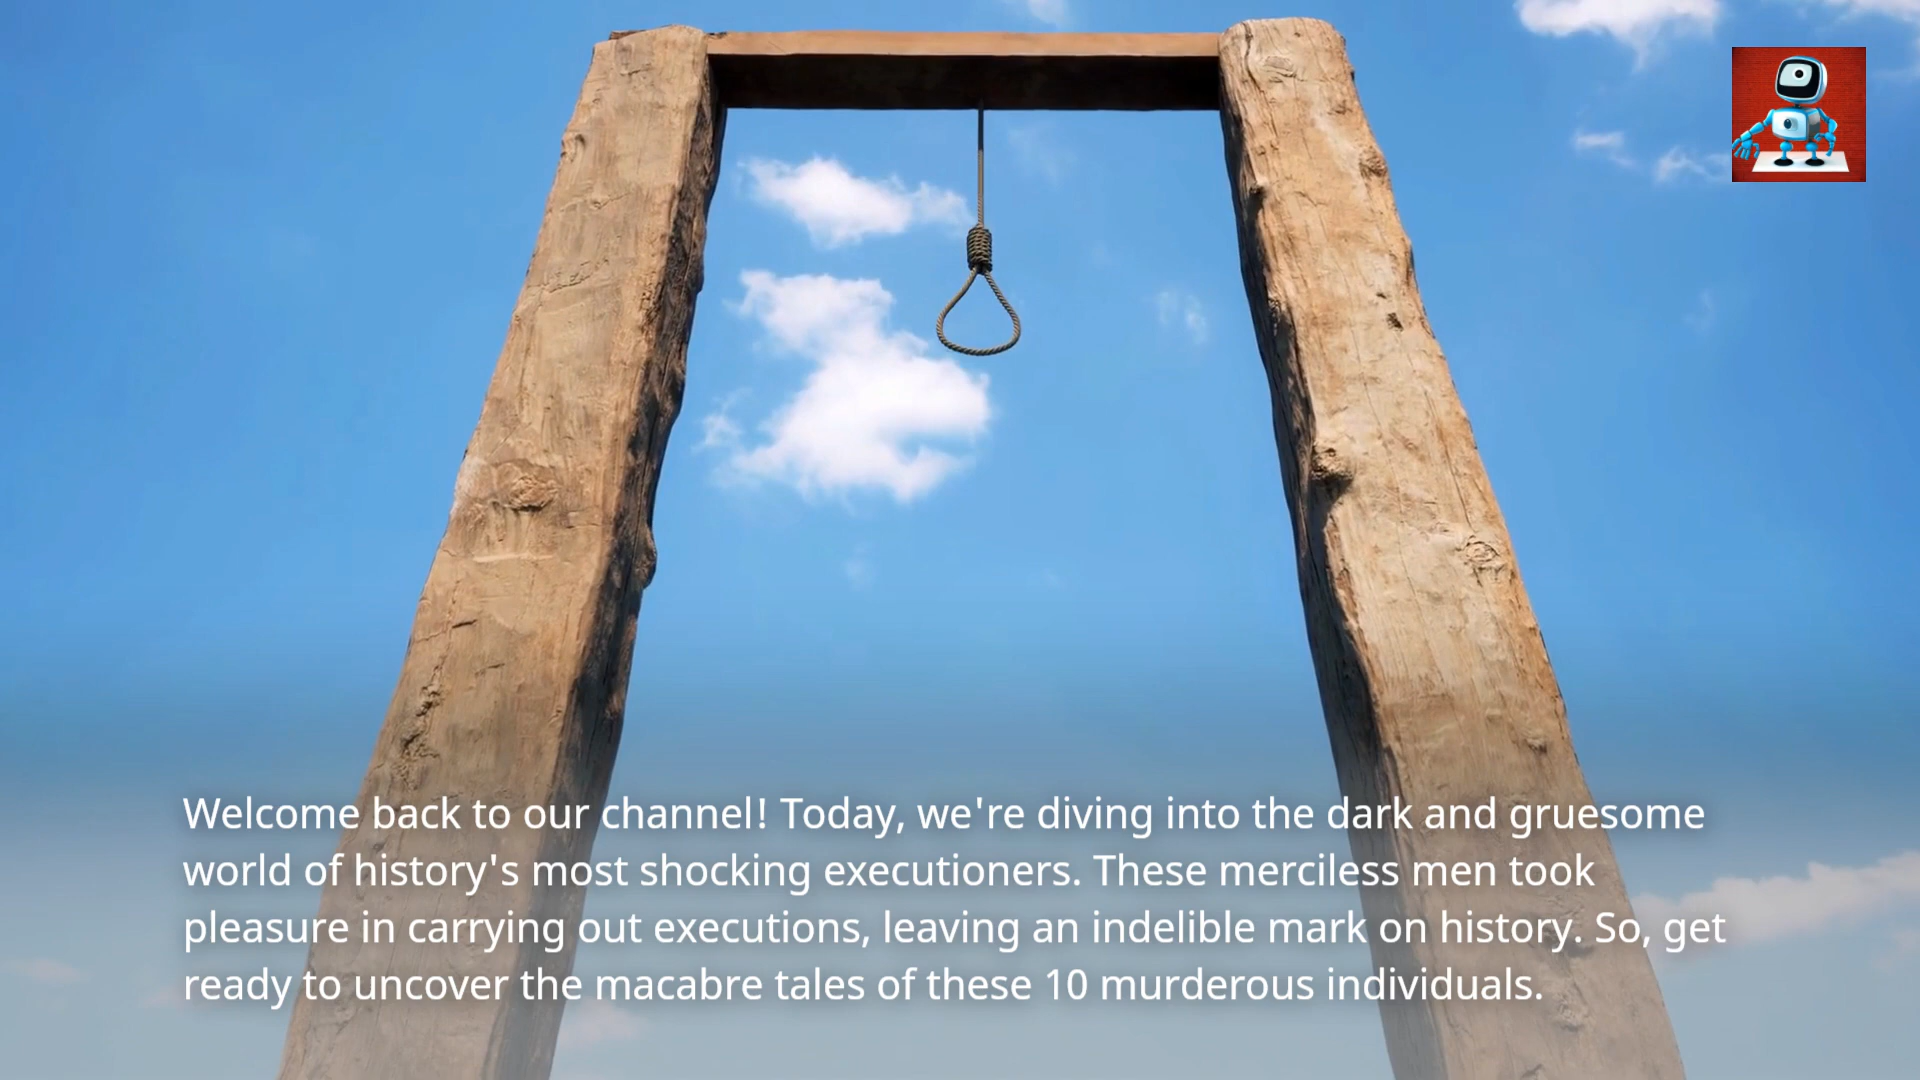 Welcome back to our channel! Today, we're diving into the dark and gruesome
world of history's most shocking executioners. These merciless men took
pleasure in carrying out executions, leaving an indelible mark on history. So, get
ready to uncover the macabre tales of these 10 murderous individuals.